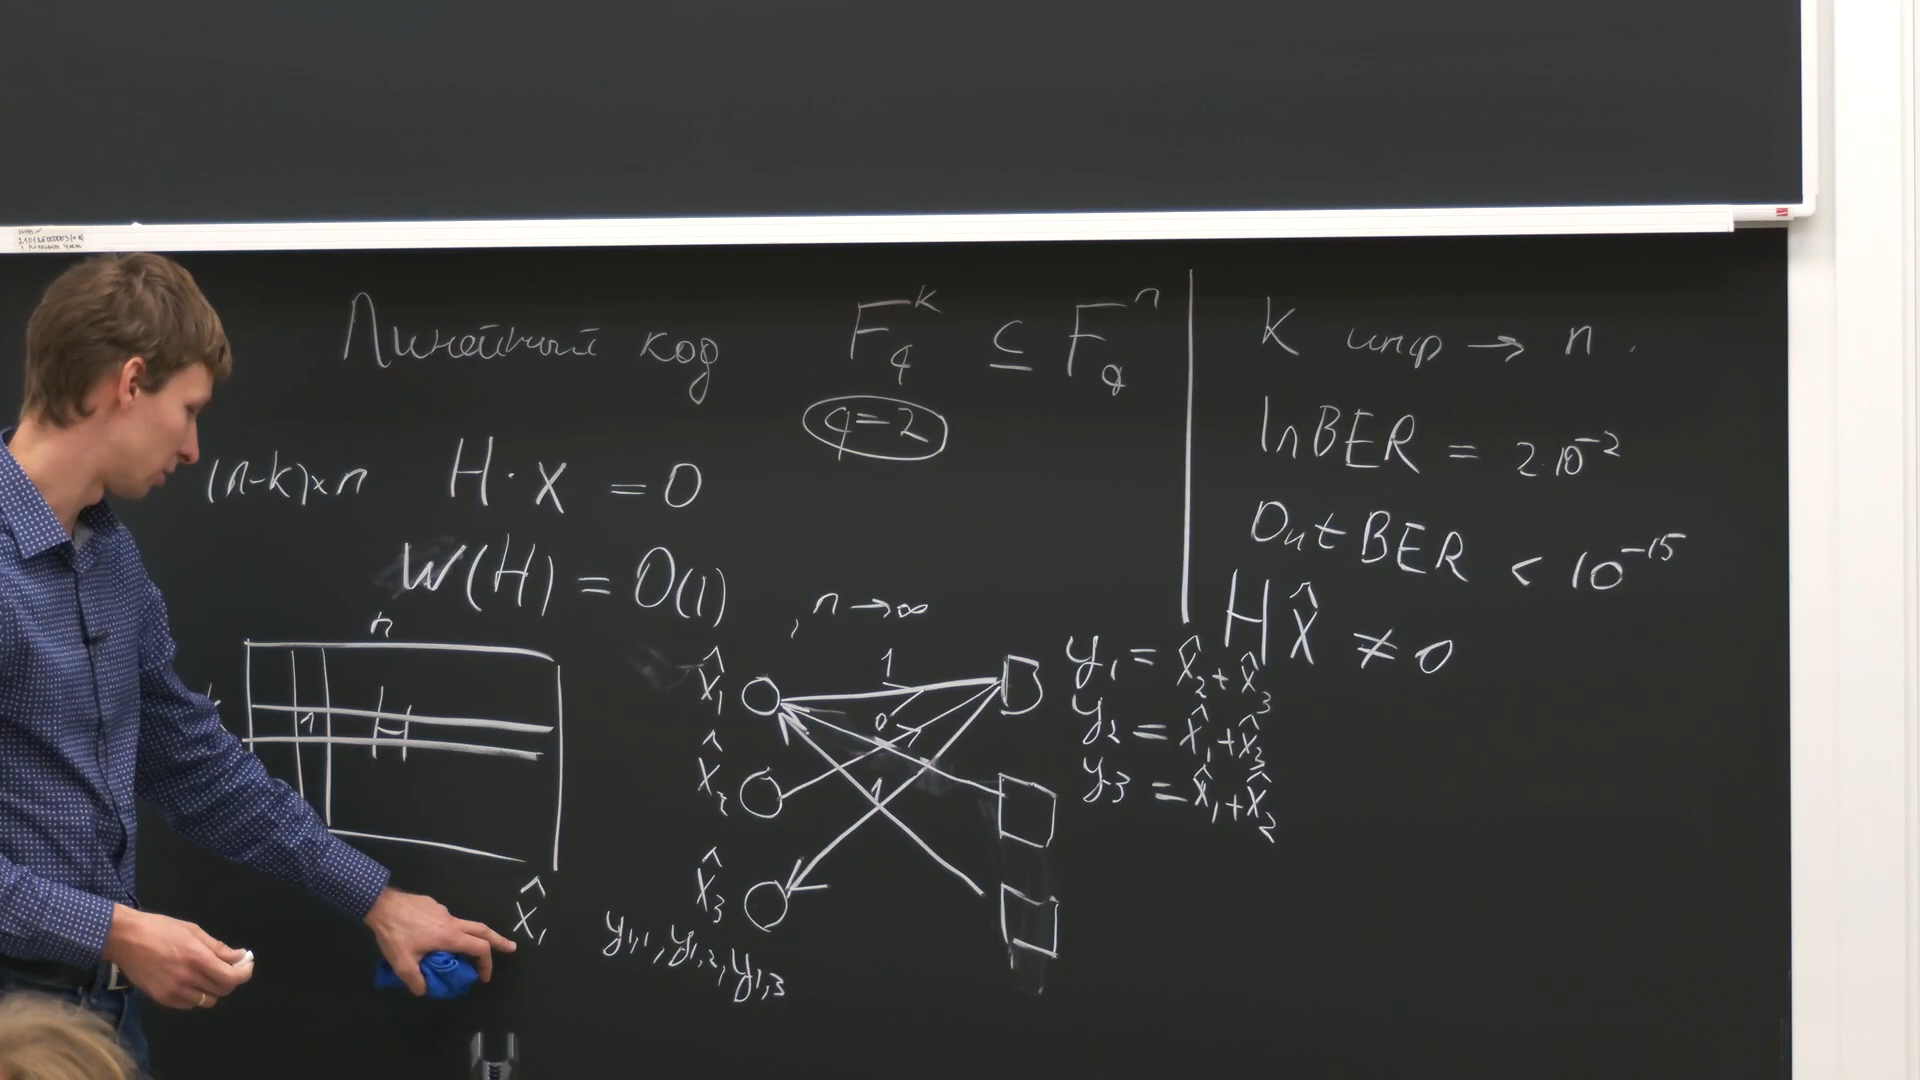 Линейный код F_q^k ⊆ F_q^n
q=2
(n-k)×n H·x = 0
W(H) = O(1), n→∞
n
1 H
x̂₁
x̂₂
x̂₃
1
0
1
y₁ = x̂₂+x̂₃
y₂ = x̂₁+x̂₃
y₃ = x̂₁+x̂₂
x̂₁ y₁,₁, y₁,₂, y₁,₃
K инф → n.
InBER = 2·10⁻²
OutBER < 10⁻¹⁵
Hx̂ ≠ 0